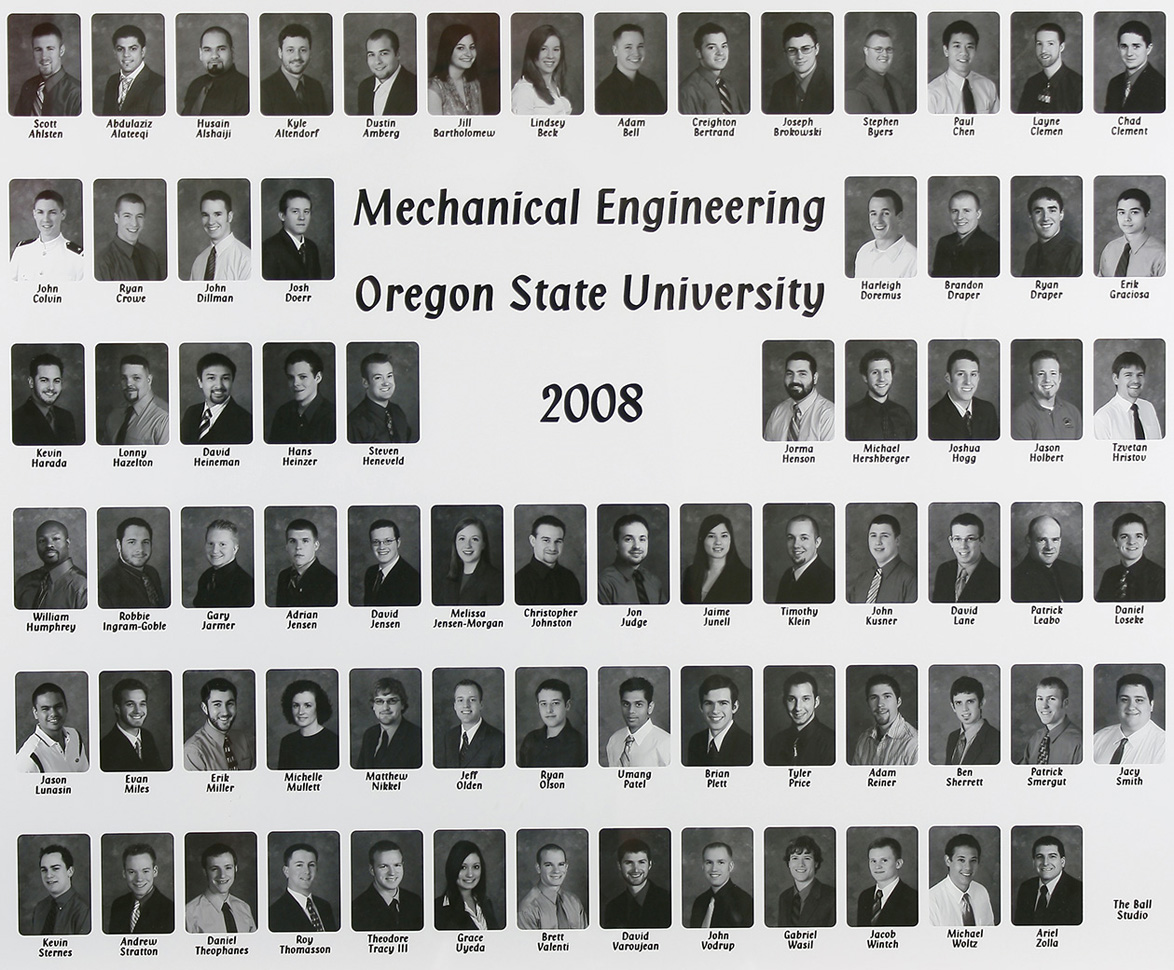 Scott Ahlsten
Abdulaziz Alateeqi
Husain Alshaiji
Kyle Altendorf
Dustin Amberg
Jill Bartholomew
Lindsey Beck
Adam Bell
Creighton Bertrand
Joseph Brokowski
Stephen Byers
Paul Chen
Layne Clemen
Chad Clement
Mechanical Engineering
Oregon State University
2008
John Colvin
Ryan Crowe
John Dillman
Josh Doerr
Harleigh Doremus
Brandon Draper
Ryan Draper
Erik Graciosa
Kevin Harada
Lonny Hazelton
David Heineman
Hans Heinzer
Steven Heneveld
Jorma Henson
Michael Hershberger
Joshua Hogg
Jason Holbert
Tzvetan Hristov
William Humphrey
Robbie Ingram-Goble
Gary Jarmer
Adrian Jensen
David Jensen
Melissa Jensen-Morgan
Christopher Johnston
Jon Judge
Jaime Junell
Timothy Klein
John Kusner
David Lane
Patrick Leabo
Daniel Loseke
Jason Lunasin
Evan Miles
Erik Miller
Michelle Mullett
Matthew Nikkel
Jeff Olden
Ryan Olson
Umang Patel
Brian Plett
Tyler Price
Adam Reiner
Ben Sherrett
Patrick Smergut
Jacy Smith
Kevin Sternes
Andrew Stratton
Daniel Theophanes
Roy Thomasson
Theodore Tracy III
Grace Uyeda
Brett Valenti
David Varoujean
John Vodrup
Gabriel Wasil
Jacob Wintch
Michael Woltz
Ariel Zolla
The Ball Studio